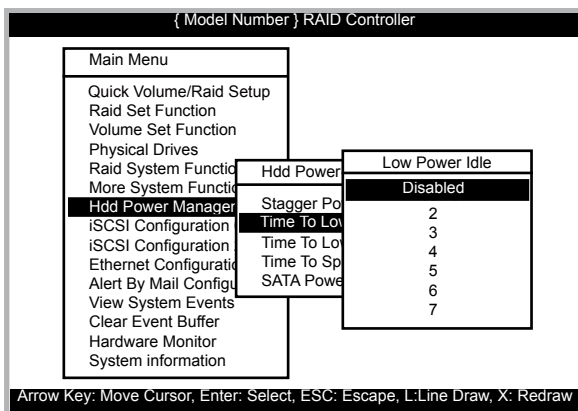 { Model Number } RAID Controller
Main Menu
Quick Volume/Raid Setup
Raid Set Function
Volume Set Function
Physical Drives
Raid System Functio
More System Functio
Hdd Power Manager
iSCSI Configuration
iSCSI Configuration
Ethernet Configuratio
Alert By Mail Configu
View System Events
Clear Event Buffer
Hardware Monitor
System information
Hdd Power
Stagger Po
Time To Lov
Time To Lo
Time To Sp
SATA Powe
Low Power Idle
Disabled
2
3
4
5
6
7
Arrow Key: Move Cursor, Enter: Select, ESC: Escape, L:Line Draw, X: Redraw